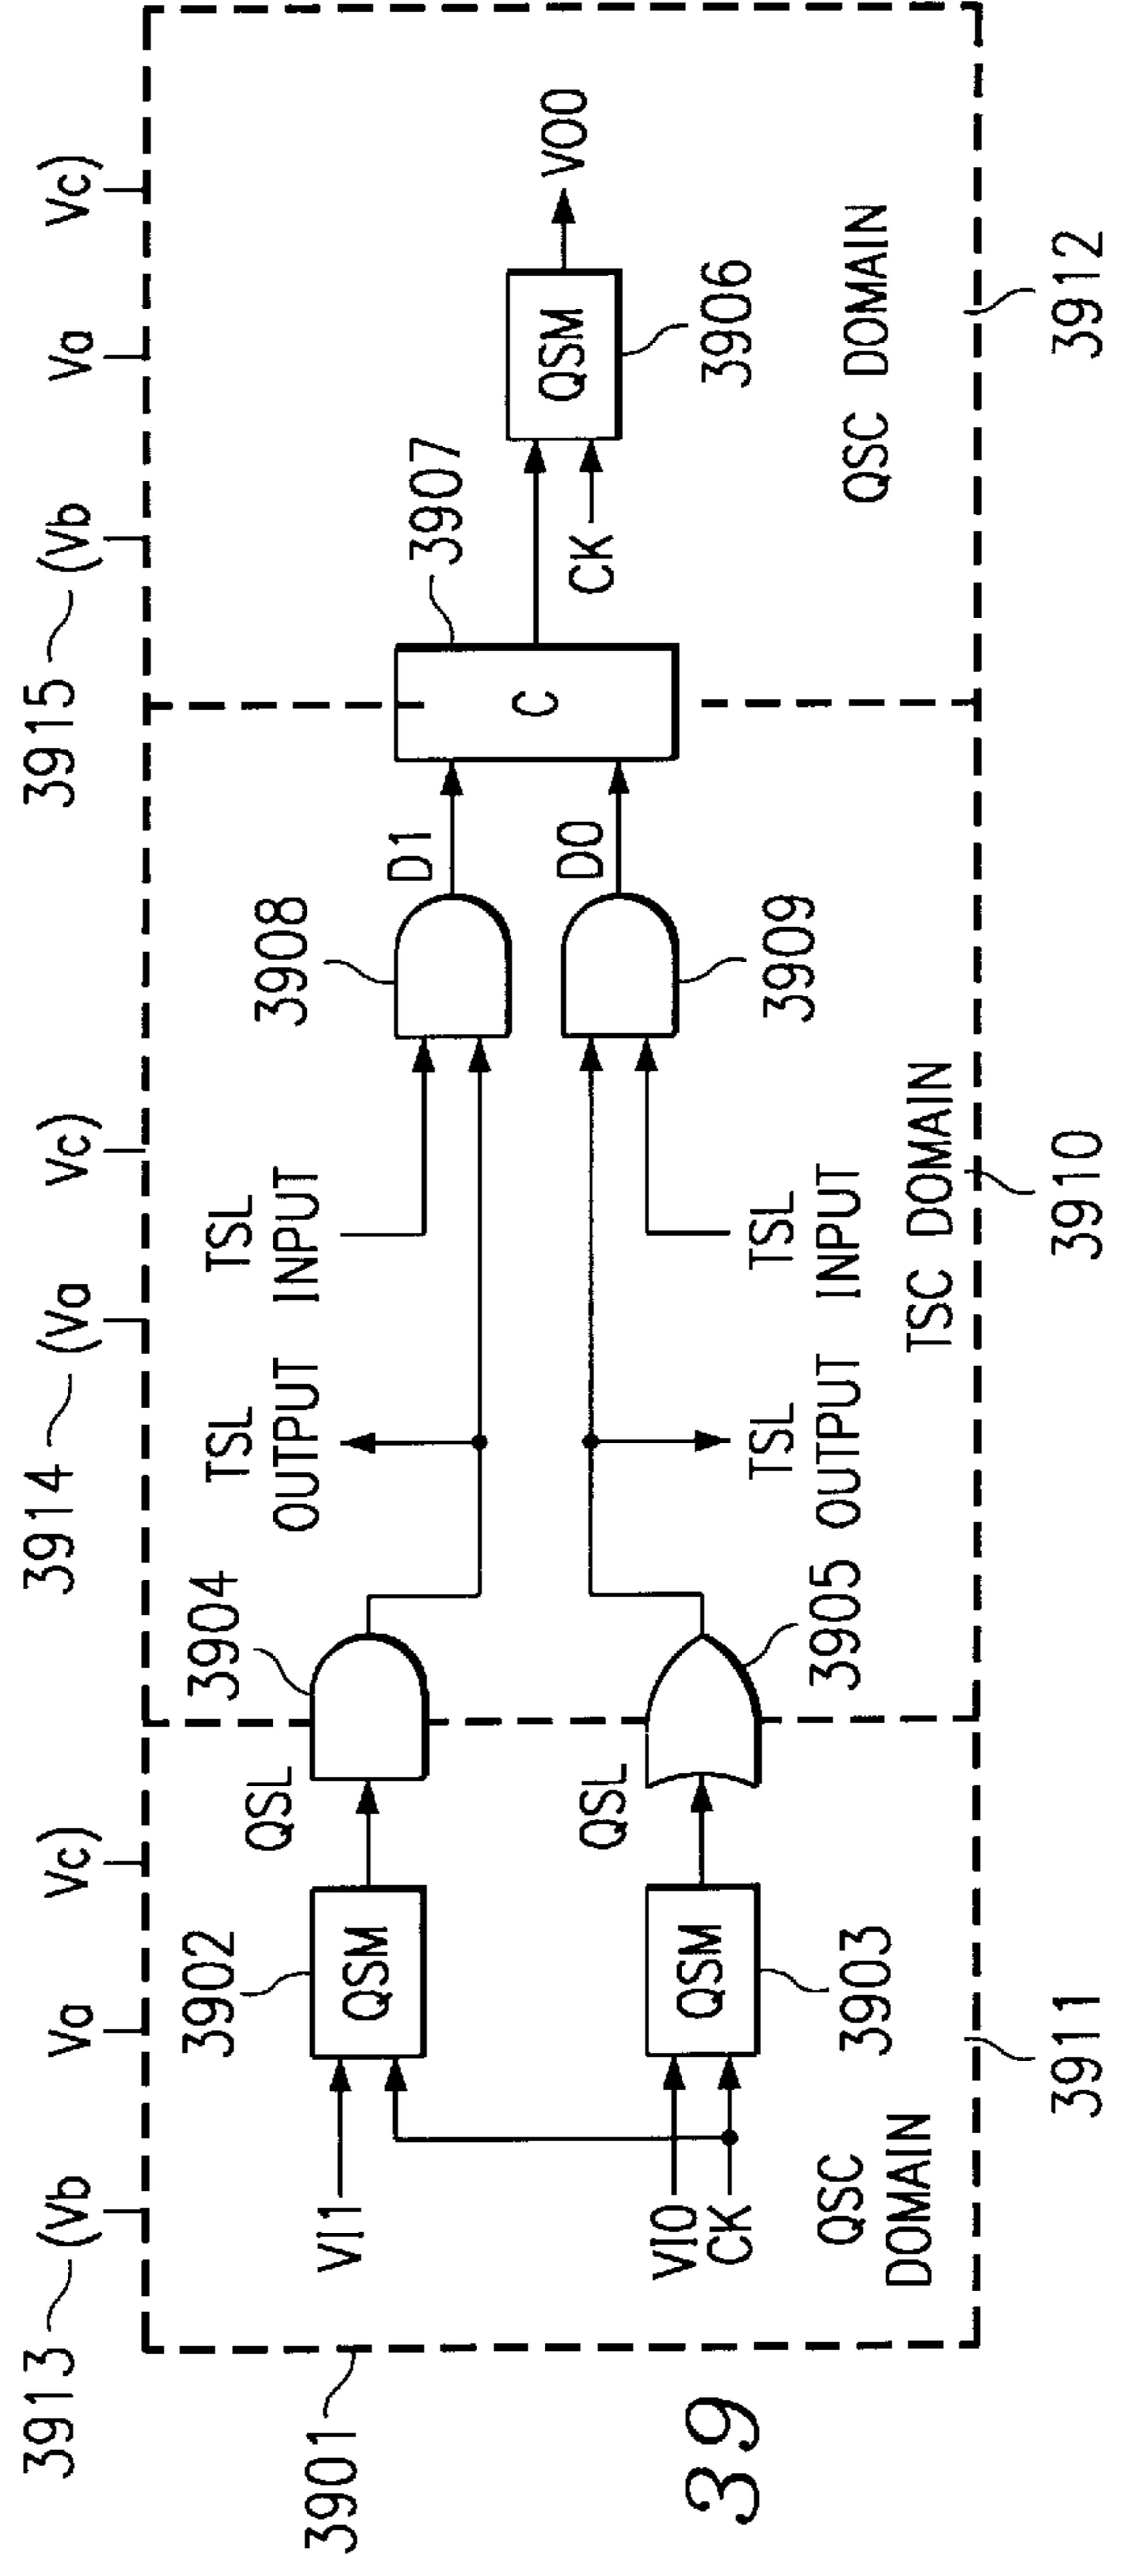 3913 (Vb Va Vc)
3914 (Va Vc)
3915 (Vb Va Vc)
3901
VI1
3902
QSM
QSL
3904
TSL
OUTPUT
TSL
INPUT
3908
D1
3907
C
QSM
VOO
3906
CK
VIO
CK
QSM
3903
QSL
3905
TSL
OUTPUT
TSL
INPUT
3909
DO
QSC
DOMAIN
TSC DOMAIN
QSC DOMAIN
3911
3910
3912
39